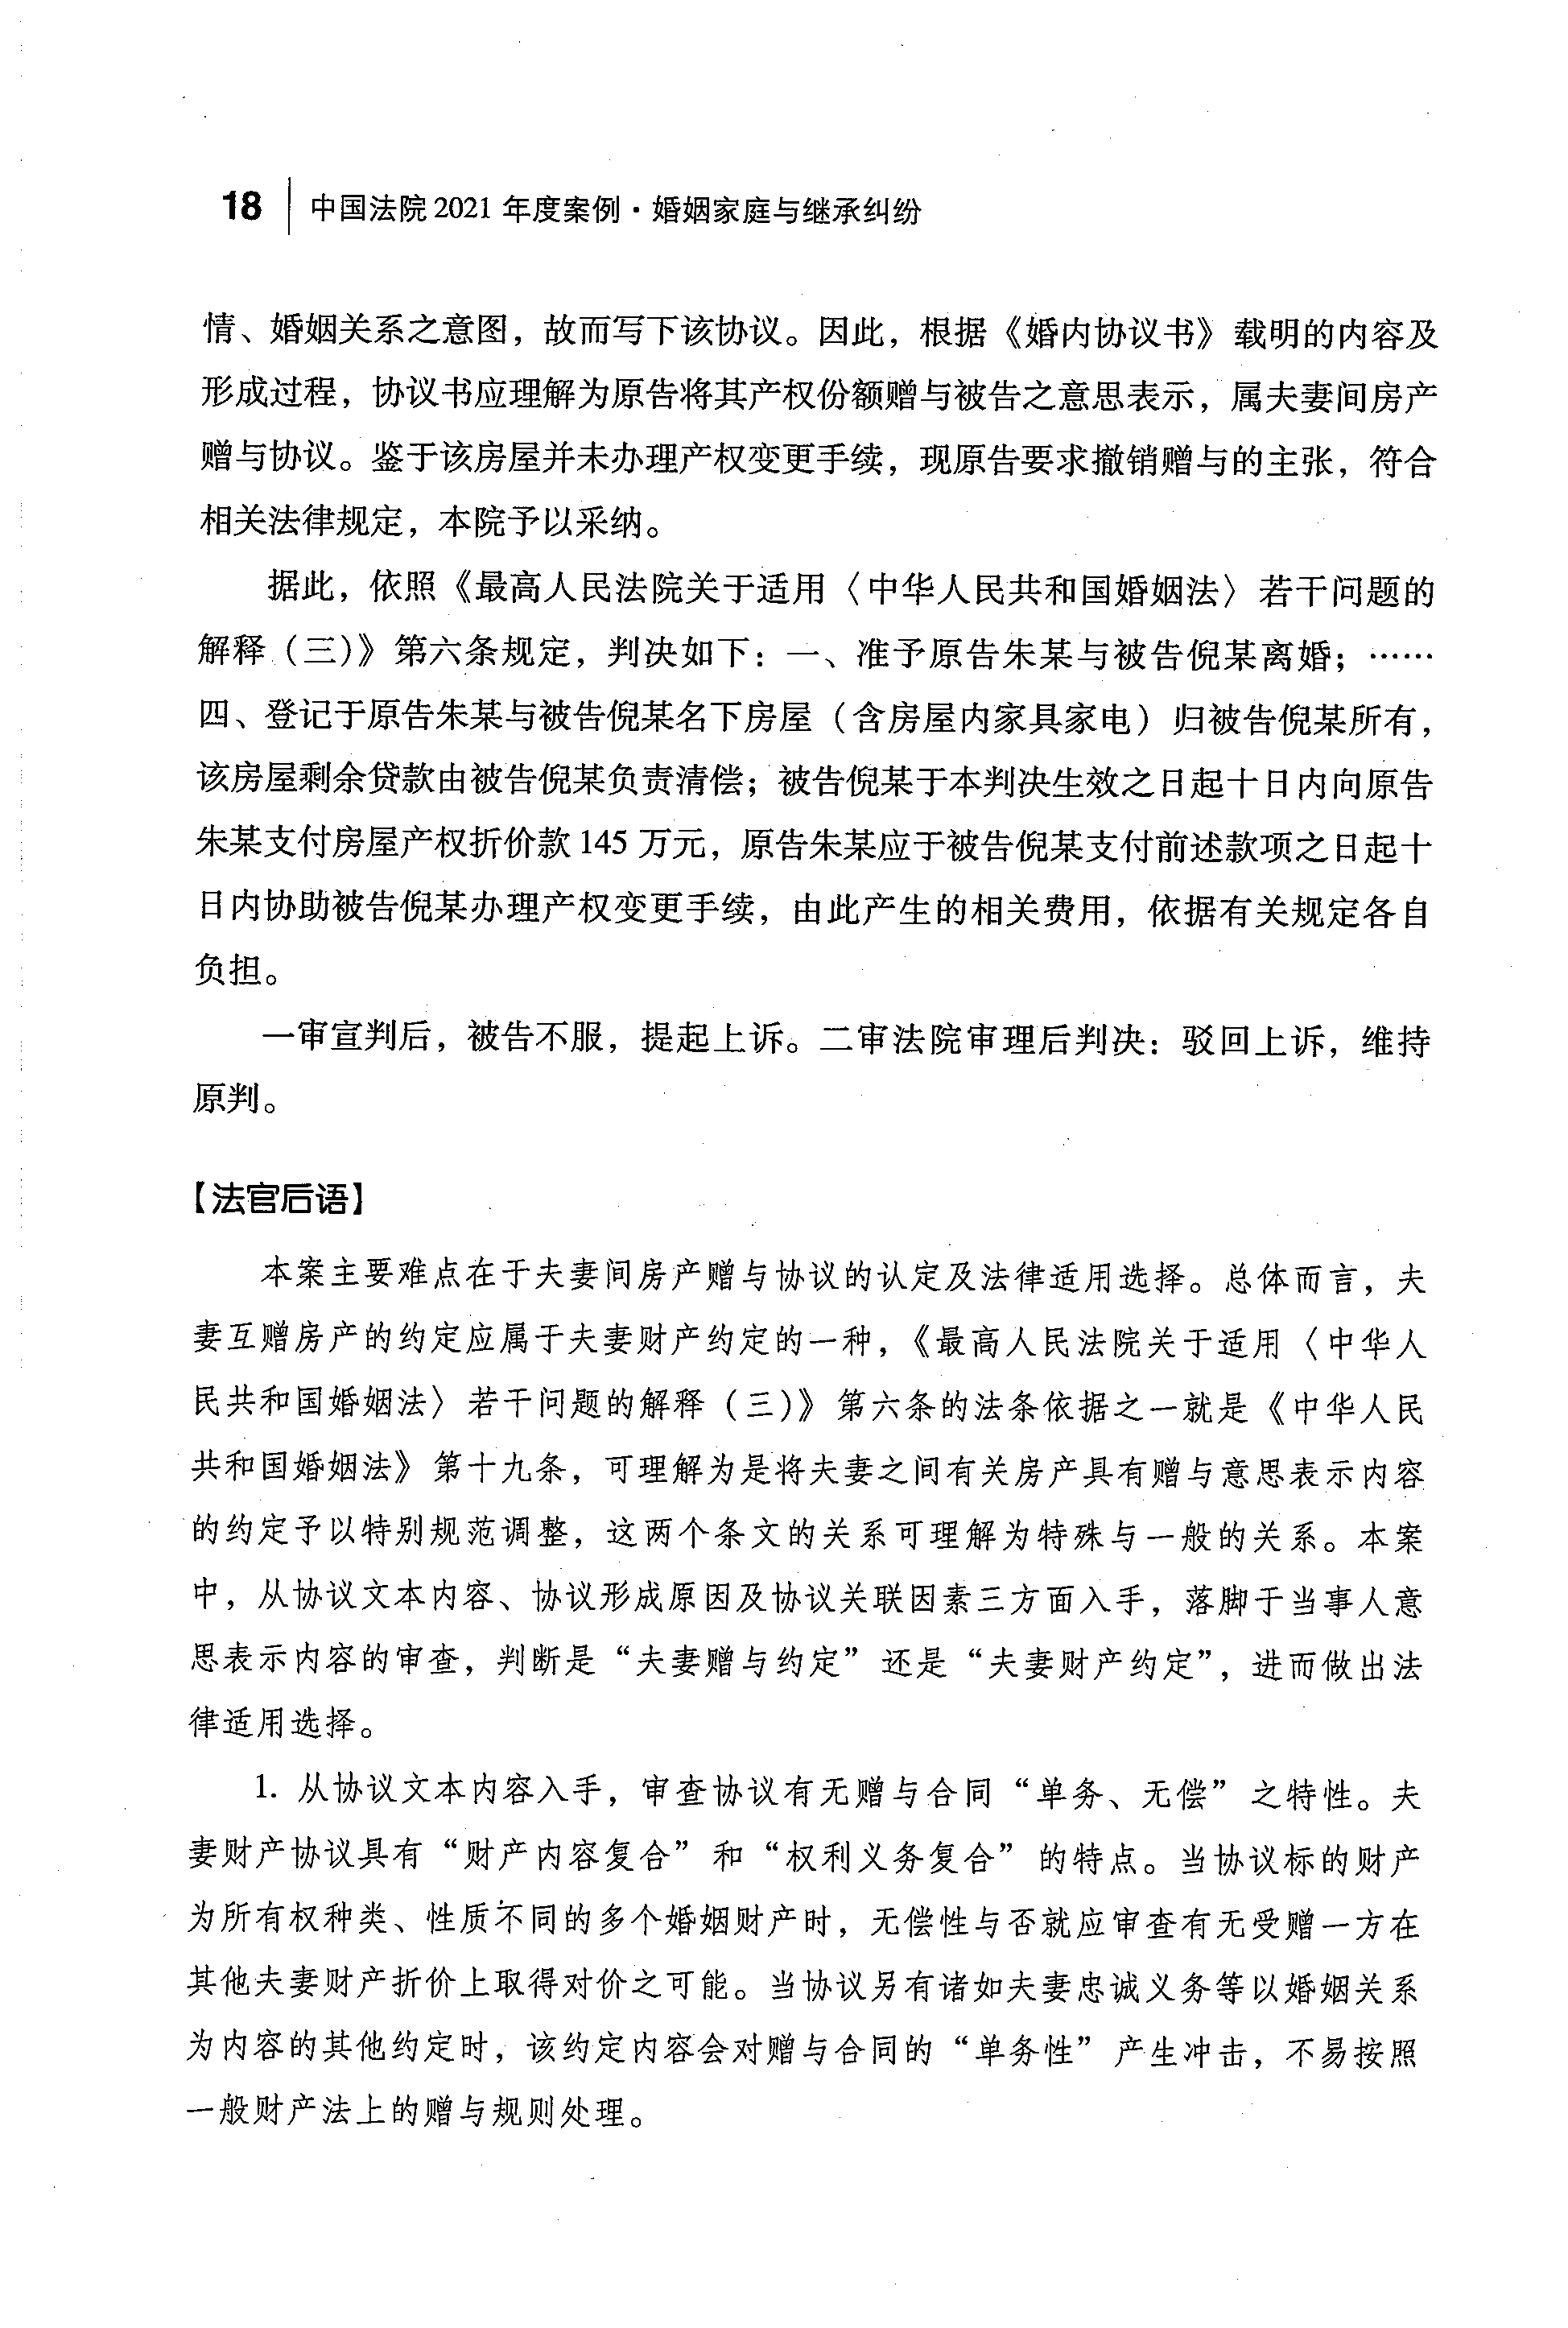 18 中国法院2021年度案例·婚姻家庭与继承纠纷
情、婚姻关系之意图，故而写下该协议。因此，根据《婚内协议书》载明的内容及
形成过程，协议书应理解为原告将其产权份额赠与被告之意思表示，属夫妻间房产
赠与协议。鉴于该房屋并未办理产权变更手续，现原告要求撤销赠与的主张，符合
相关法律规定，本院予以采纳。
据此，依照《最高人民法院关于适用〈中华人民共和国婚姻法〉若干问题的
解释（三）》第六条规定，判决如下：一、准予原告朱某与被告倪某离婚；……
四、登记于原告朱某与被告倪某名下房屋（含房屋内家具家电）归被告倪某所有，
该房屋剩余贷款由被告倪某负责清偿；被告倪某于本判决生效之日起十日内向原告
朱某支付房屋产权折价款145万元，原告朱某应于被告倪某支付前述款项之日起十
日内协助被告倪某办理产权变更手续，由此产生的相关费用，依据有关规定各自
负担。
一审宣判后，被告不服，提起上诉。二审法院审理后判决：驳回上诉，维持
原判。
【法官后语】
本案主要难点在于夫妻间房产赠与协议的认定及法律适用选择。总体而言，夫
妻互赠房产的约定应属于夫妻财产约定的一种，《最高人民法院关于适用〈中华人
民共和国婚姻法〉若干问题的解释（三）》第六条的法条依据之一就是《中华人民
共和国婚姻法》第十九条，可理解为是将夫妻之间有关房产具有赠与意思表示内容
的约定予以特别规范调整，这两个条文的关系可理解为特殊与一般的关系。本案
中，从协议文本内容、协议形成原因及协议关联因素三方面入手，落脚于当事人意
思表示内容的审查，判断是“夫妻赠与约定”还是“夫妻财产约定”，进而做出法
律适用选择。
1. 从协议文本内容入手，审查协议有无赠与合同“单务、无偿”之特性。夫
妻财产协议具有“财产内容复合”和“权利义务复合”的特点。当协议标的财产
为所有权种类、性质不同的多个婚姻财产时，无偿性与否就应审查有无受赠一方在
其他夫妻财产折价上取得对价之可能。当协议另有诸如夫妻忠诚义务等以婚姻关系
为内容的其他约定时，该约定内容会对赠与合同的“单务性”产生冲击，不易按照
一般财产法上的赠与规则处理。